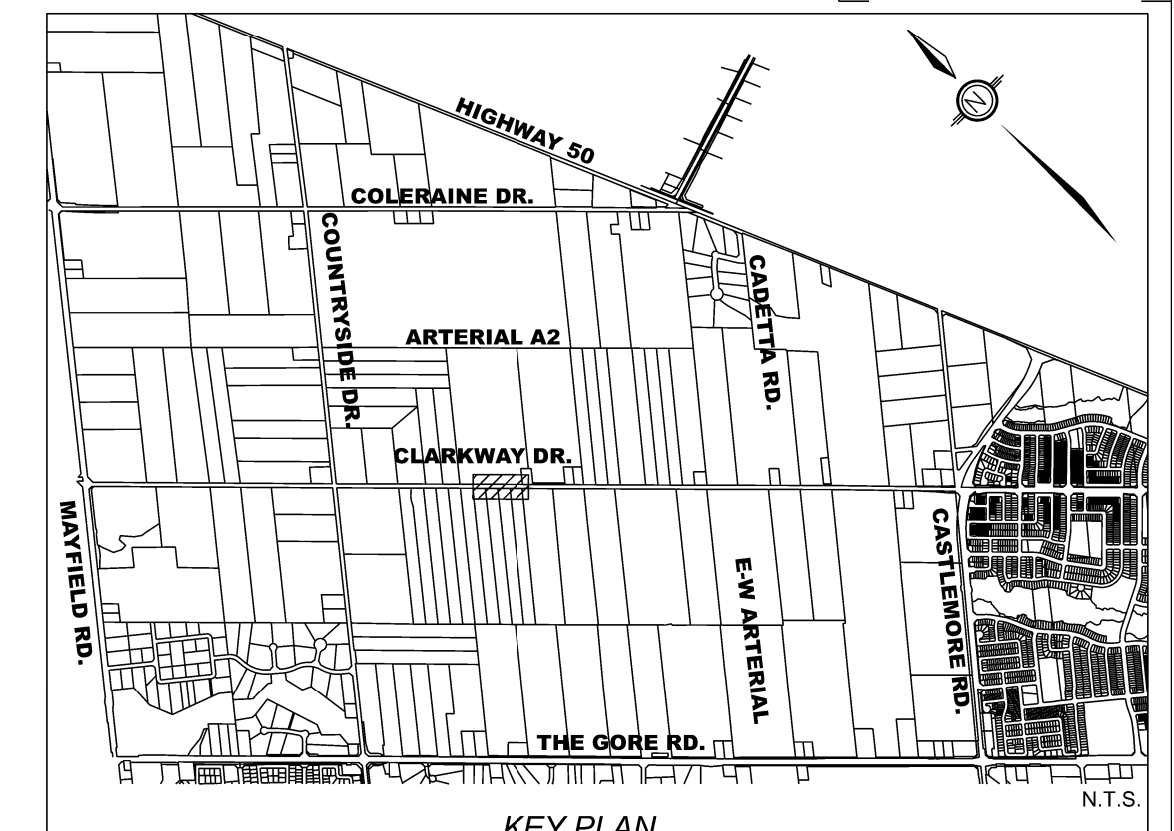 HIGHWAY 50
N
COLERAINE DR.
COUNTRYSIDE DR.
CADETTA RD.
ARTERIAL A2
CLARKWAY DR.
MAYFIELD RD.
CASTLEMORE RD.
E-W ARTERIAL
THE GORE RD.
N.T.S.
KEY PLAN